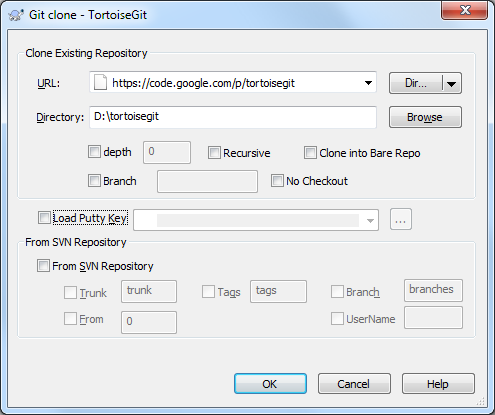 Git clone - TortoiseGit
Clone Existing Repository
URL: https://code.google.com/p/tortoisegit Dir...
Directory: D:\tortoisegit Browse
depth 0 Recursive Clone into Bare Repo
Branch No Checkout
Load Putty Key ...
From SVN Repository
From SVN Repository
Trunk trunk Tags tags Branch branches
From 0 UserName
OK Cancel Help